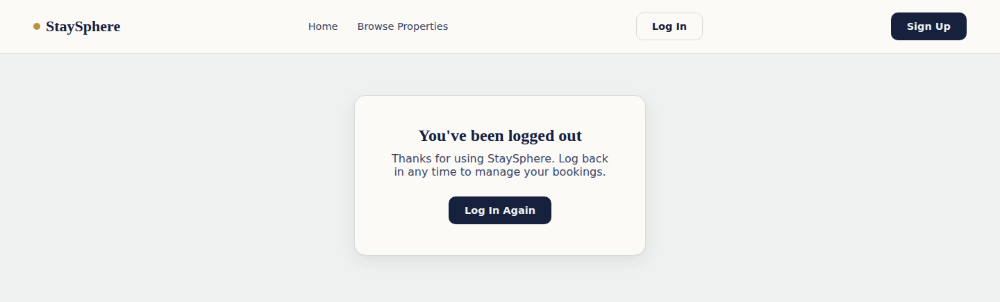 StaySphere
Home
Browse Properties
Log In
Sign Up
You've been logged out
Thanks for using StaySphere. Log back
in any time to manage your bookings.
Log In Again